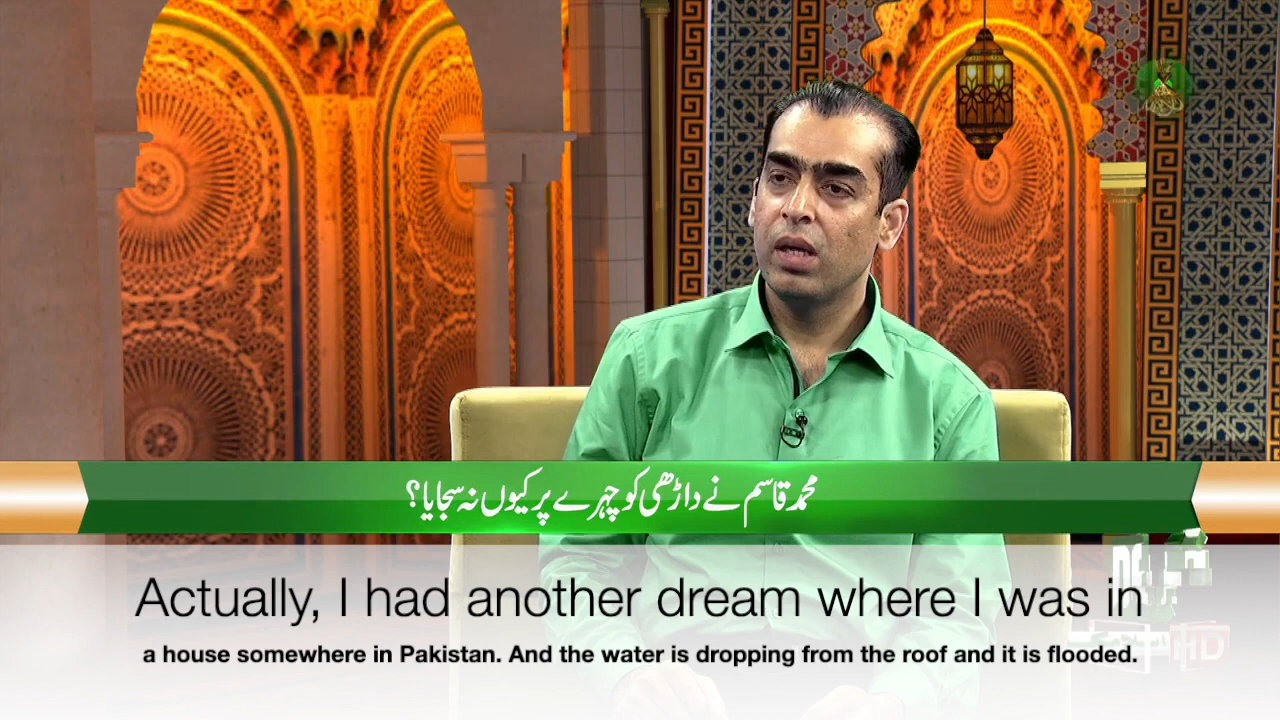 محمد قاسم نے داڑھی کو چہرے پر کیوں نہ سجایا؟
Actually, I had another dream where I was in
a house somewhere in Pakistan. And the water is dropping from the roof and it is flooded.
HD